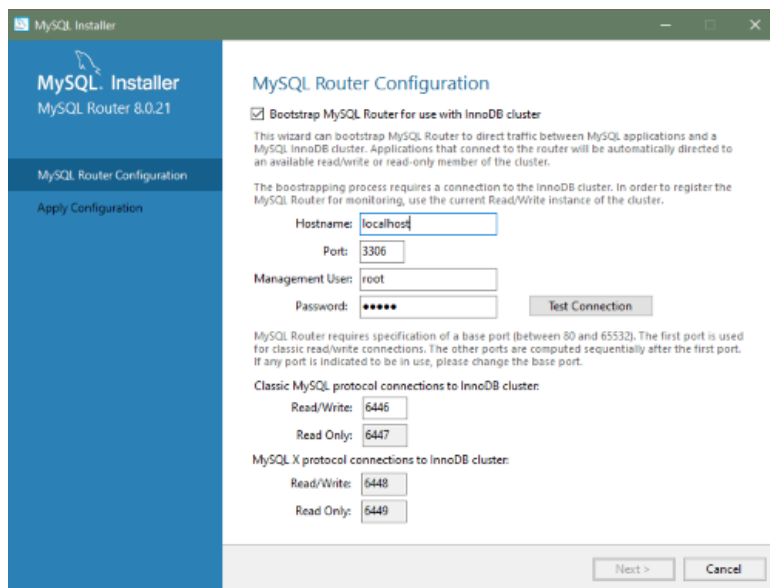 MySQL Installer
MySQL. Installer
MySQL Router 8.0.21
MySQL Router Configuration
Apply Configuration
MySQL Router Configuration
Bootstrap MySQL Router for use with InnoDB cluster
This wizard can bootstrap MySQL Router to direct traffic between MySQL applications and a
MySQL InnoDB cluster. Applications that connect to the router will be automatically directed to
an available read/write or read-only member of the cluster.
The boostrapping process requires a connection to the InnoDB cluster. In order to register the
MySQL Router for monitoring, use the current Read/Write instance of the cluster.
Hostname: localhost
Port: 3306
Management User: root
Password: •••••
Test Connection
MySQL Router requires specification of a base port (between 80 and 65532). The first port is used
for classic read/write connections. The other ports are computed sequentially after the first port.
If any port is indicated to be in use, please change the base port.
Classic MySQL protocol connections to InnoDB cluster:
Read/Write: 6446
Read Only: 6447
MySQL X protocol connections to InnoDB cluster:
Read/Write: 6448
Read Only: 6449
Next >
Cancel